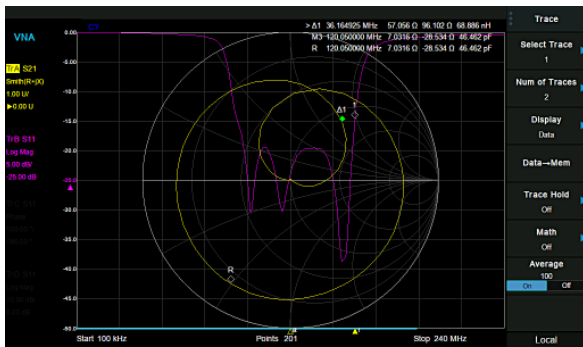 > Δ1 36.164925 MHz 57.056 Ω 96.102 Ω 68.886 nH
M3 120.050000 MHz 7.0316 Ω -28.534 Ω 46.462 pF
R 120.050000 MHz 7.0316 Ω -28.534 Ω 46.462 pF
VNA
TrA S21
Smith(R+jX)
1.00 U/
►0.00 U
TrB S11
Log Mag
5.00 dB/
-25.00 dB
0.00
-5.0
-10.0
-15.0
-20.0
-30.0
-35.0
-40.0
-45.0
-50.0
Δ1
1
R
Start 100 kHz Points 201 Stop 240 MHz
Trace
Select Trace
1
Num of Traces
2
Display
Data
Data→Mem
Trace Hold
Off
Math
Off
Average
100
On Off
Local